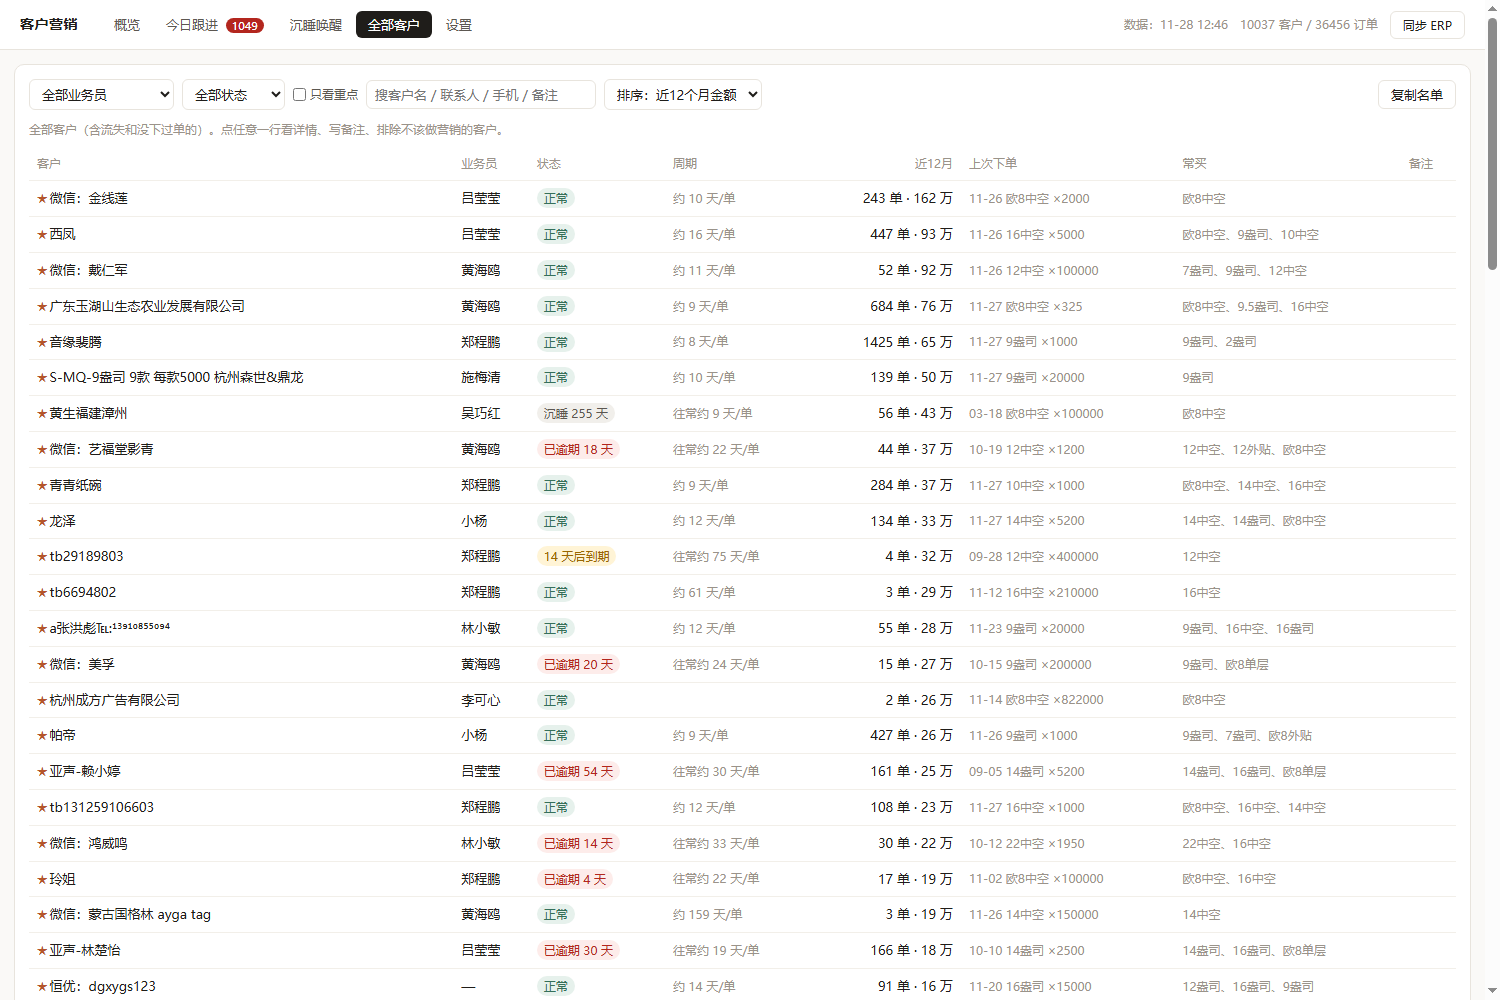 客户营销 概览 今日跟进 1049 沉睡唤醒 全部客户 设置 数据：11-28 12:46 10037 客户 / 36456 订单 同步 ERP
全部业务员 全部状态 只看重点 搜客户名 / 联系人 / 手机 / 备注 排序：近12个月金额 复制名单
全部客户（含流失和没下过单的）。点任意一行看详情、写备注、排除不该做营销的客户。
客户 业务员 状态 周期 近12月 上次下单 常买 备注
★微信：金线莲 吕莹莹 正常 约 10 天/单 243 单 · 162 万 11-26 欧8中空 ×2000 欧8中空
★西凤 吕莹莹 正常 约 16 天/单 447 单 · 93 万 11-26 16中空 ×5000 欧8中空、9盎司、10中空
★微信：戴仁军 黄海鸥 正常 约 11 天/单 52 单 · 92 万 11-26 12中空 ×100000 7盎司、9盎司、12中空
★广东玉湖山生态农业发展有限公司 黄海鸥 正常 约 9 天/单 684 单 · 76 万 11-27 欧8中空 ×325 欧8中空、9.5盎司、16中空
★音缘裴腾 郑程鹏 正常 约 8 天/单 1425 单 · 65 万 11-27 9盎司 ×1000 9盎司、2盎司
★S-MQ-9盎司 9款 每款5000 杭州森世&鼎龙 施梅清 正常 约 10 天/单 139 单 · 50 万 11-27 9盎司 ×20000 9盎司
★黄生福建漳州 吴巧红 沉睡 255 天 往常约 9 天/单 56 单 · 43 万 03-18 欧8中空 ×100000 欧8中空
★微信：艺福堂影青 黄海鸥 已逾期 18 天 往常约 22 天/单 44 单 · 37 万 10-19 12中空 ×1200 12中空、12外贴、欧8中空
★青青纸碗 郑程鹏 正常 约 9 天/单 284 单 · 37 万 11-27 10中空 ×1000 欧8中空、14中空、16中空
★龙泽 小杨 正常 约 12 天/单 134 单 · 33 万 11-27 14中空 ×5200 14中空、14盎司、欧8中空
★tb29189803 郑程鹏 14 天后到期 往常约 75 天/单 4 单 · 32 万 09-28 12中空 ×400000 12中空
★tb6694802 郑程鹏 正常 约 61 天/单 3 单 · 29 万 11-12 16中空 ×210000 16中空
★a张洪彪℡:¹³⁹¹⁰⁸⁵⁵⁰⁹⁴ 林小敏 正常 约 12 天/单 55 单 · 28 万 11-23 9盎司 ×20000 9盎司、16中空、16盎司
★微信：美孚 黄海鸥 已逾期 20 天 往常约 24 天/单 15 单 · 27 万 10-15 9盎司 ×200000 9盎司、欧8单层
★杭州成方广告有限公司 李可心 正常 2 单 · 26 万 11-14 欧8中空 ×822000 欧8中空
★帕帝 小杨 正常 约 9 天/单 427 单 · 26 万 11-26 9盎司 ×1000 9盎司、7盎司、欧8外贴
★亚声-赖小婷 吕莹莹 已逾期 54 天 往常约 30 天/单 161 单 · 25 万 09-05 14盎司 ×5200 14盎司、16盎司、欧8单层
★tb131259106603 郑程鹏 正常 约 12 天/单 108 单 · 23 万 11-27 16中空 ×1000 欧8中空、16中空、14中空
★微信：鸿威鸣 林小敏 已逾期 14 天 往常约 33 天/单 30 单 · 22 万 10-12 22中空 ×1950 22中空、16中空
★玲姐 郑程鹏 已逾期 4 天 往常约 22 天/单 17 单 · 19 万 11-02 欧8中空 ×100000 欧8中空、16中空
★微信：蒙古国格林 ayga tag 黄海鸥 正常 约 159 天/单 3 单 · 19 万 11-26 14中空 ×150000 14中空
★亚声-林楚怡 吕莹莹 已逾期 30 天 往常约 19 天/单 166 单 · 18 万 10-10 14盎司 ×2500 14盎司、16盎司、欧8单层
★恒优：dgxygs123 — 正常 约 14 天/单 91 单 · 16 万 11-20 16盎司 ×15000 12盎司、16盎司、9盎司